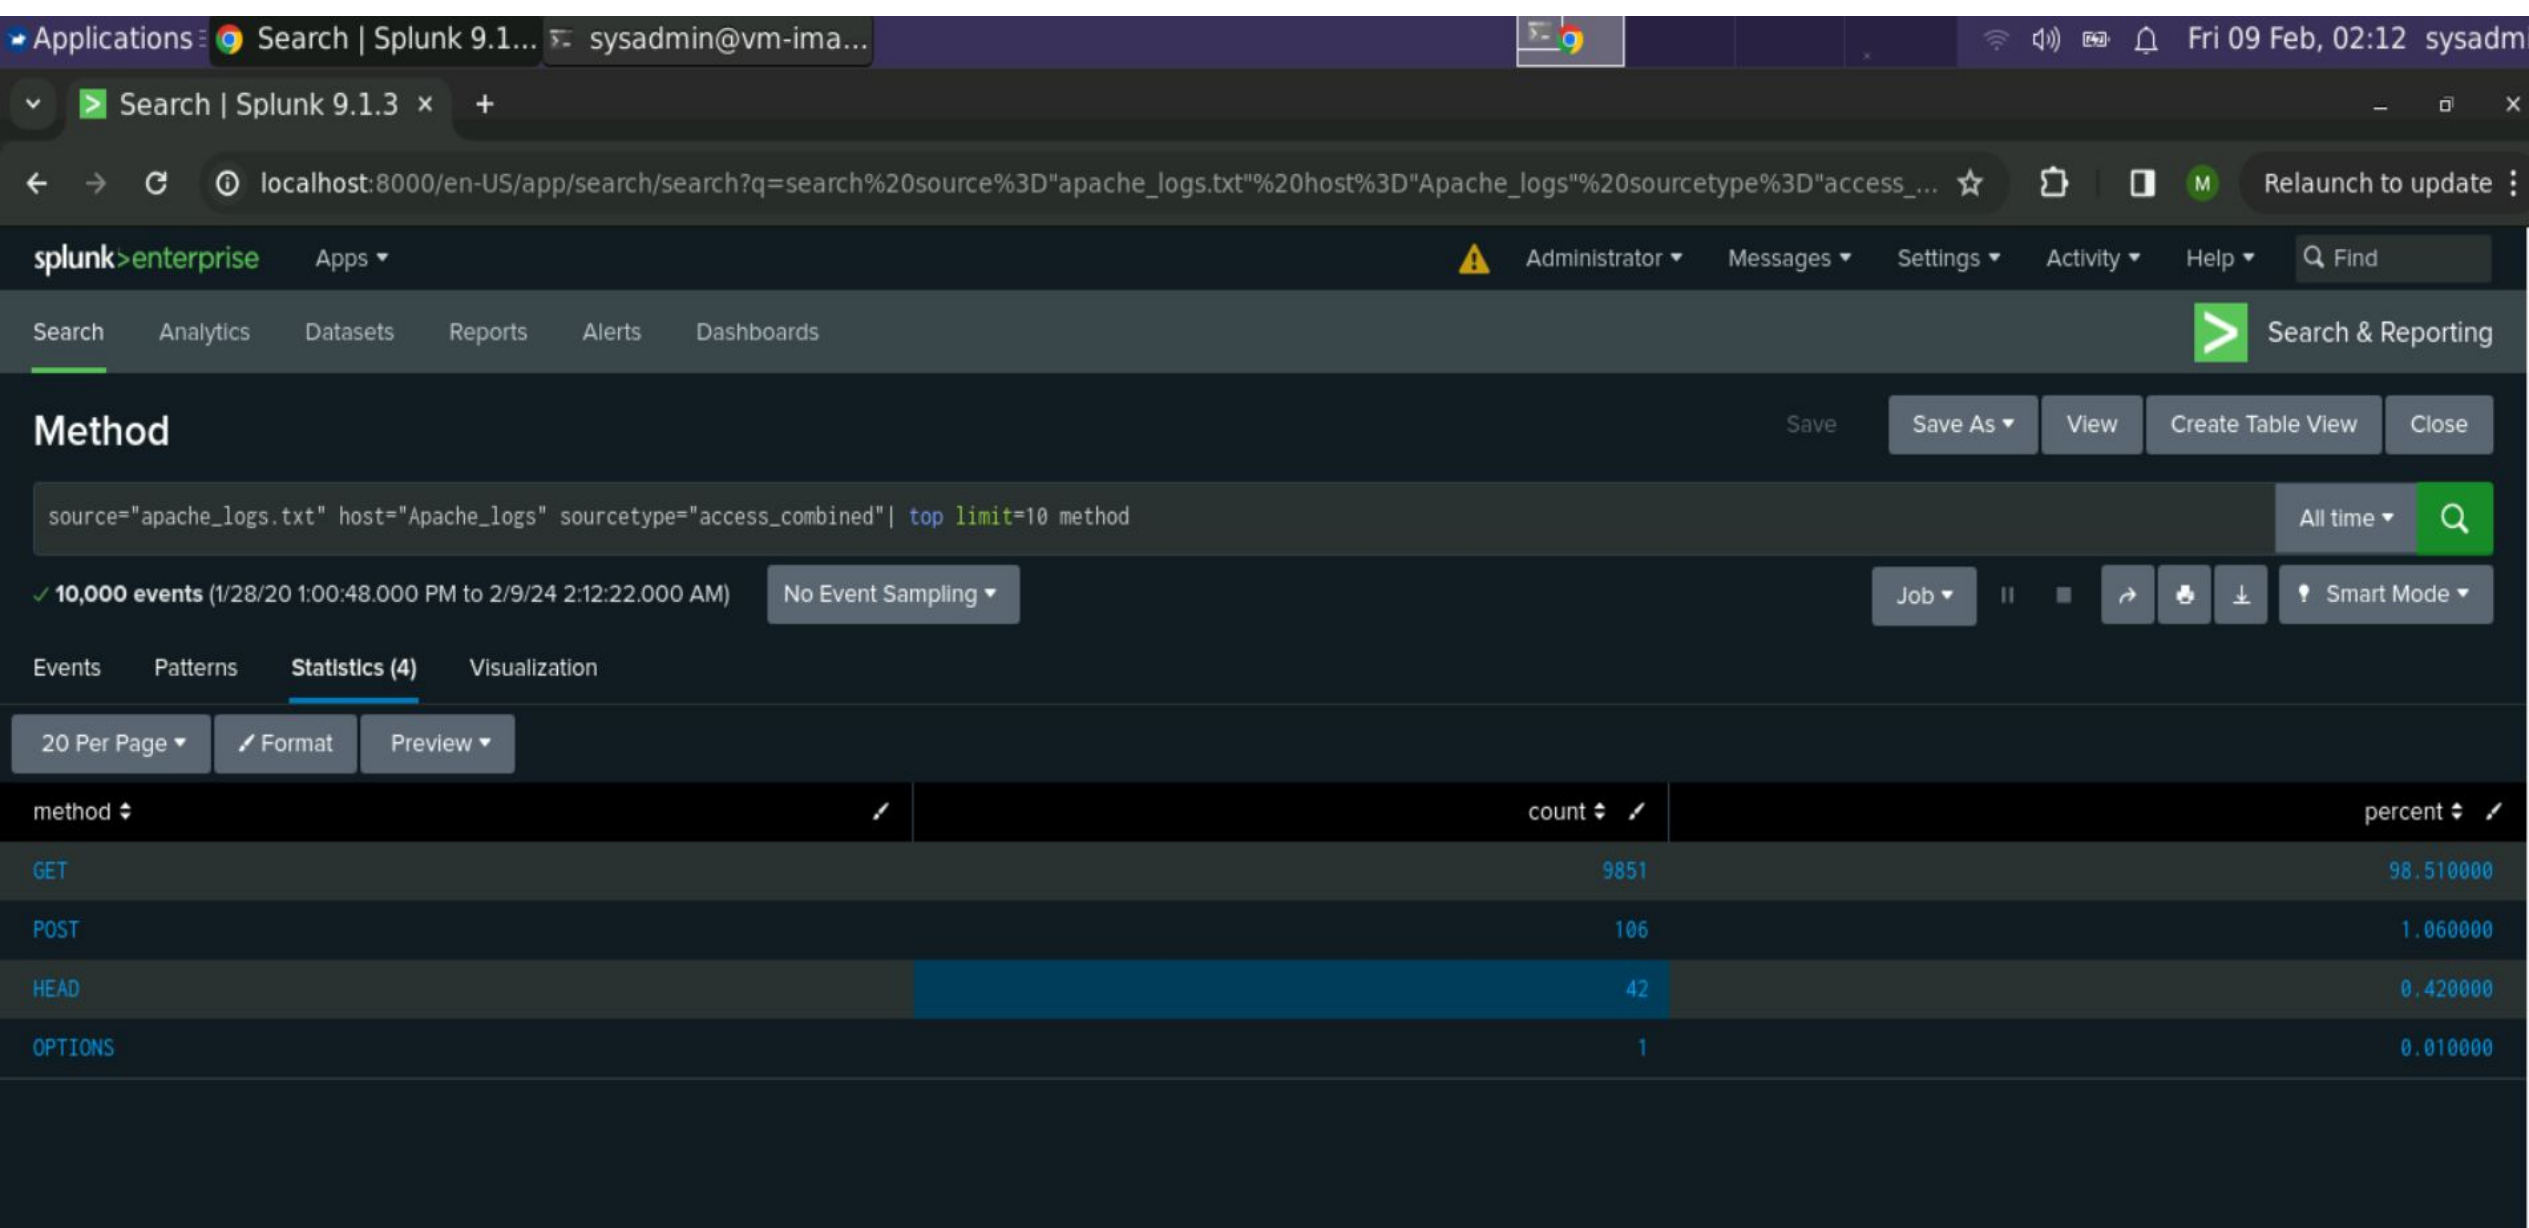 Applications Search | Splunk 9.1... sysadmin@vm-ima... Fri 09 Feb, 02:12 sysadm
Search | Splunk 9.1.3
localhost:8000/en-US/app/search/search?q=search%20source%3D"apache_logs.txt"%20host%3D"Apache_logs"%20sourcetype%3D"access_... M Relaunch to update
splunk>enterprise Apps Administrator Messages Settings Activity Help Find
Search Analytics Datasets Reports Alerts Dashboards Search & Reporting
Method Save Save As View Create Table View Close
source="apache_logs.txt" host="Apache_logs" sourcetype="access_combined"| top limit=10 method All time
10,000 events (1/28/20 1:00:48.000 PM to 2/9/24 2:12:22.000 AM) No Event Sampling Job Smart Mode
Events Patterns Statistics (4) Visualization
20 Per Page Format Preview
method count percent
GET 9851 98.510000
POST 106 1.060000
HEAD 42 0.420000
OPTIONS 1 0.010000